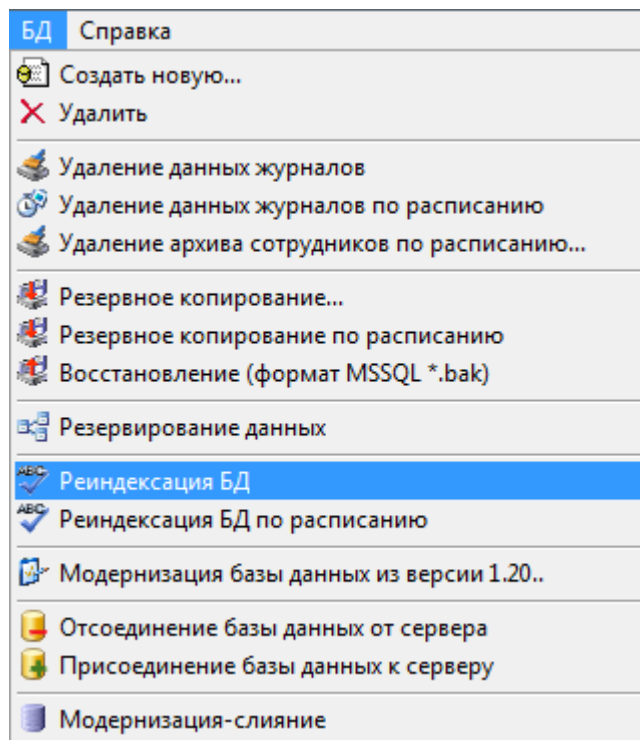 БД Справка
Создать новую...
Удалить
Удаление данных журналов
Удаление данных журналов по расписанию
Удаление архива сотрудников по расписанию...
Резервное копирование...
Резервное копирование по расписанию
Восстановление (формат MSSQL *.bak)
Резервирование данных
ABC Реиндексация БД
ABC Реиндексация БД по расписанию
Модернизация базы данных из версии 1.20..
Отсоединение базы данных от сервера
Присоединение базы данных к серверу
Модернизация-слияние